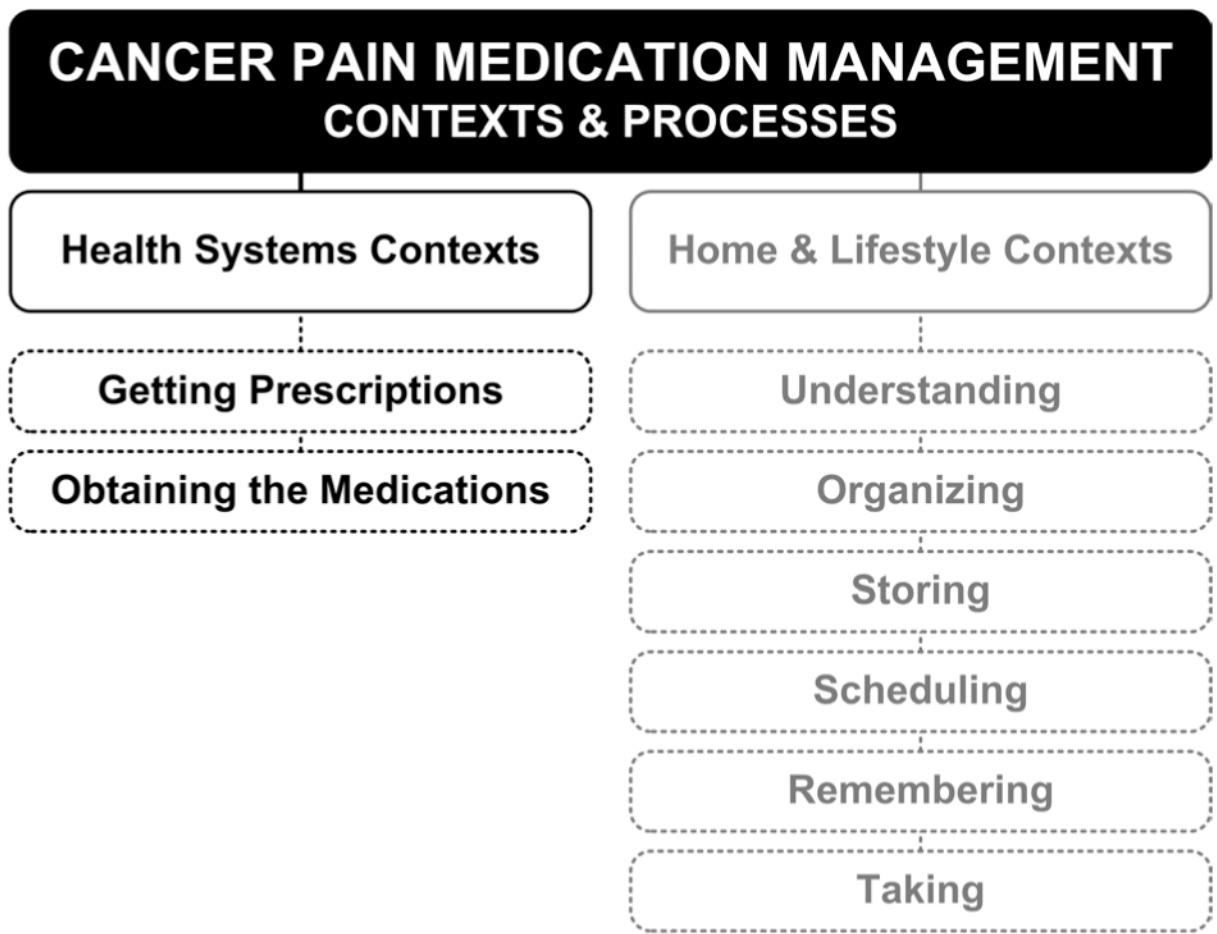 CANCER PAIN MEDICATION MANAGEMENT
CONTEXTS & PROCESSES
Health Systems Contexts
Getting Prescriptions
Obtaining the Medications
Home & Lifestyle Contexts
Understanding
Organizing
Storing
Scheduling
Remembering
Taking